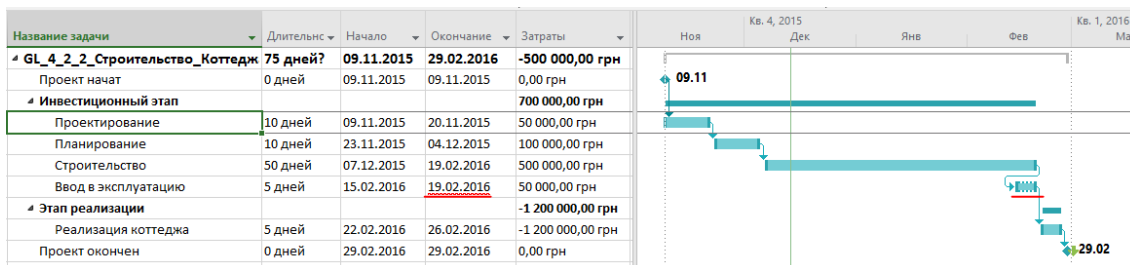 Кв. 4, 2015 Кв. 1, 2016
Название задачи Длительнс Начало Окончание Затраты Ноя Дек Янв Фев Ма
GL_4_2_2_Строительство_Коттедж 75 дней? 09.11.2015 29.02.2016 -500 000,00 грн
Проект начат 0 дней 09.11.2015 09.11.2015 0,00 грн 09.11
Инвестиционный этап 700 000,00 грн
Проектирование 10 дней 09.11.2015 20.11.2015 50 000,00 грн
Планирование 10 дней 23.11.2015 04.12.2015 100 000,00 грн
Строительство 50 дней 07.12.2015 19.02.2016 500 000,00 грн
Ввод в эксплуатацию 5 дней 15.02.2016 19.02.2016 50 000,00 грн
Этап реализации -1 200 000,00 грн
Реализация коттеджа 5 дней 22.02.2016 26.02.2016 -1 200 000,00 грн
Проект окончен 0 дней 29.02.2016 29.02.2016 0,00 грн 29.02